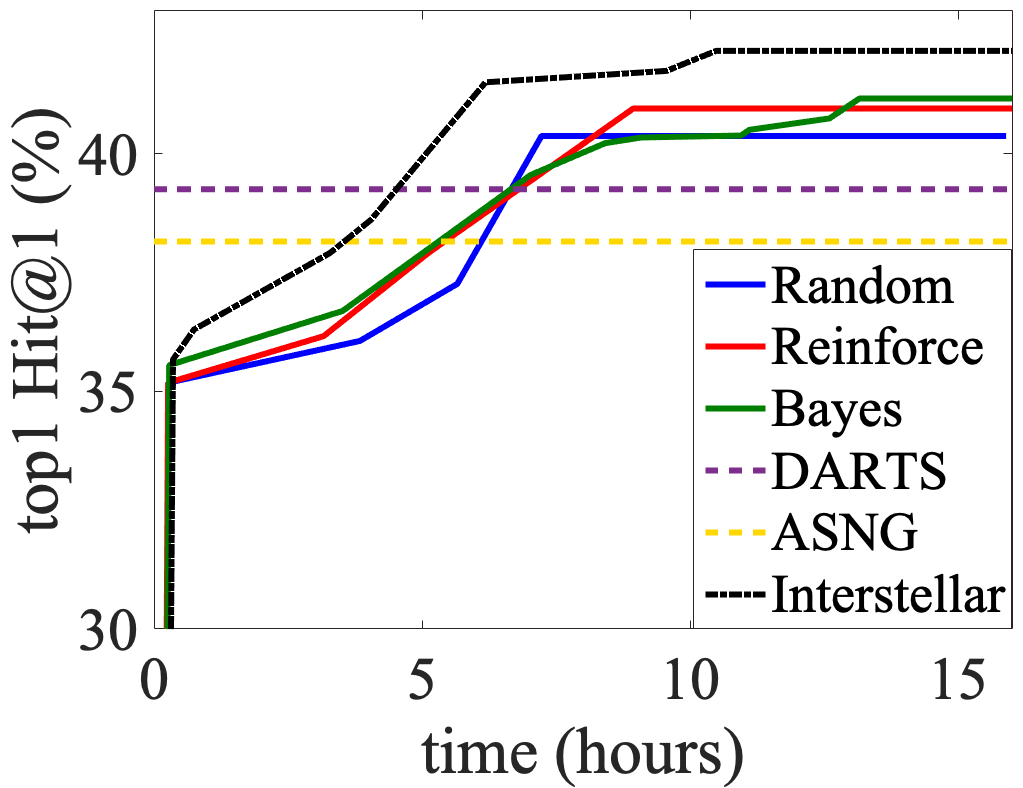 top1 Hit@1 (%)
40
35
30
0
5
10
15
time (hours)
Random
Reinforce
Bayes
DARTS
ASNG
Interstellar